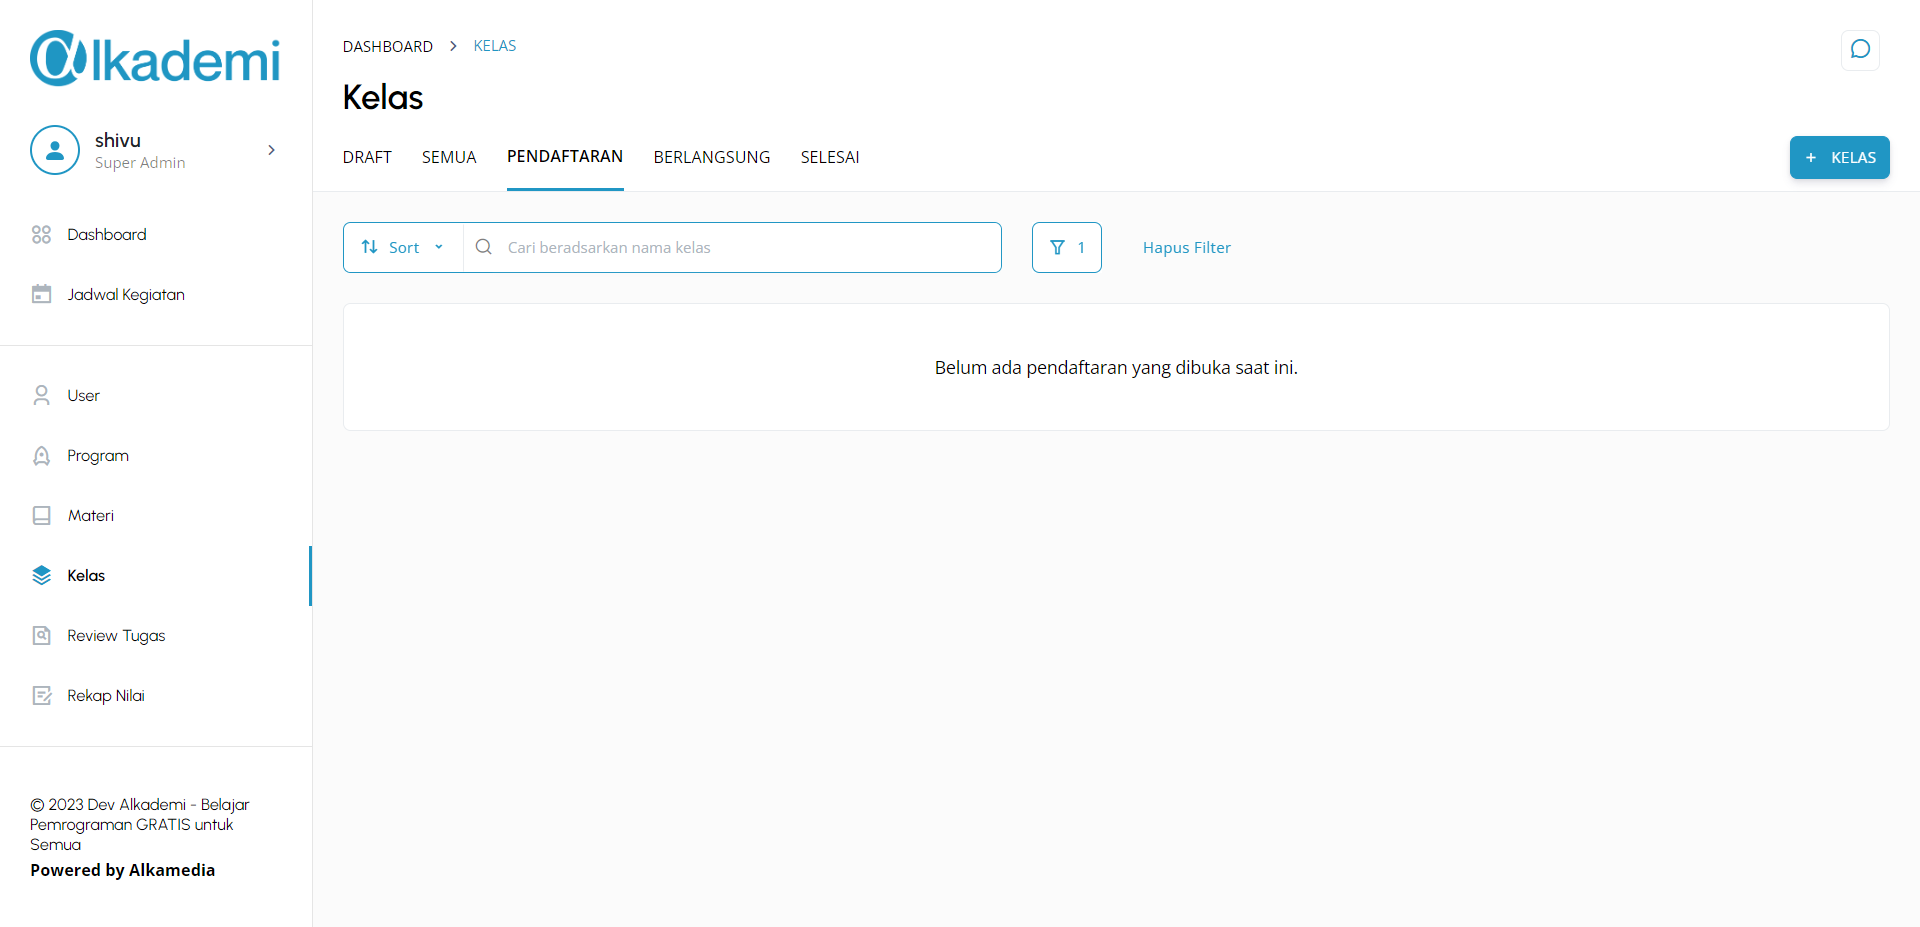 @lkademi
shivu
Super Admin
Dashboard
Jadwal Kegiatan
User
Program
Materi
Kelas
Review Tugas
Rekap Nilai
© 2023 Dev Alkademi - Belajar
Pemrograman GRATIS untuk
Semua
Powered by Alkamedia
DASHBOARD > KELAS
Kelas
DRAFT SEMUA PENDAFTARAN BERLANGSUNG SELESAI
+ KELAS
Sort Cari beradsarkan nama kelas 1 Hapus Filter
Belum ada pendaftaran yang dibuka saat ini.